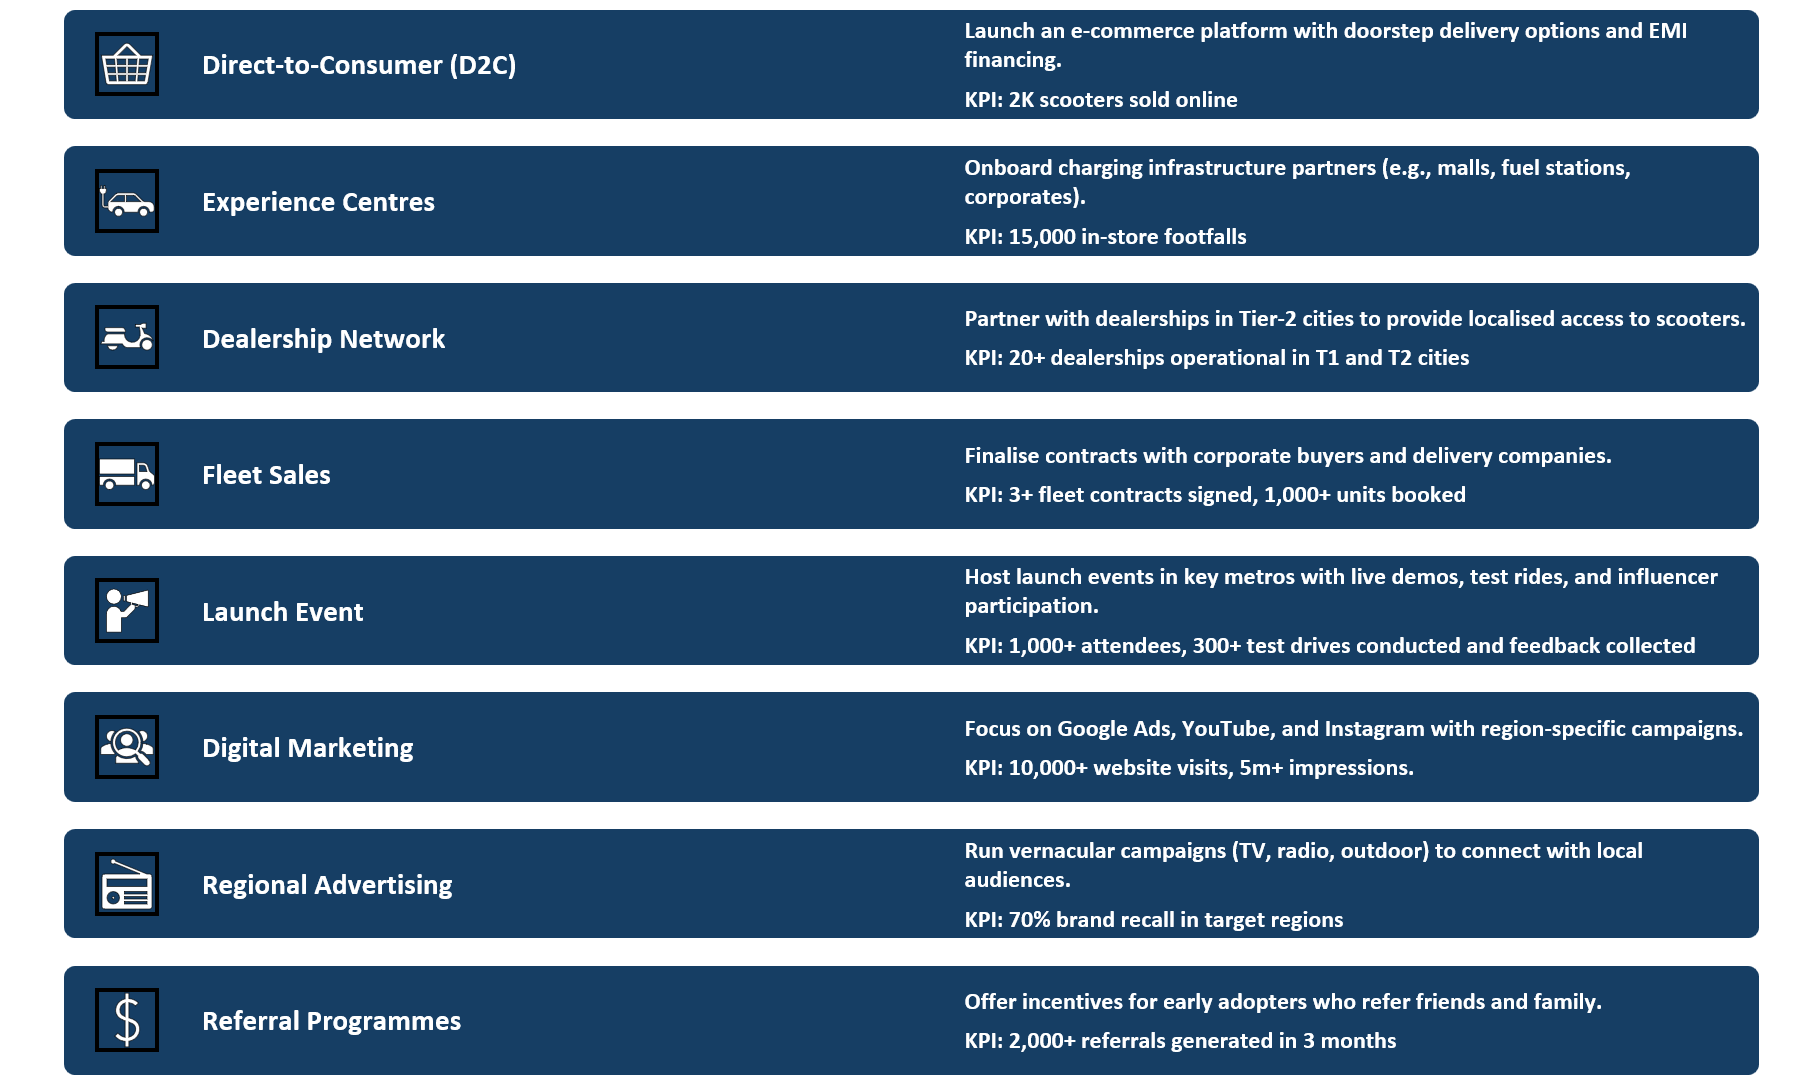 Direct-to-Consumer (D2C)
Launch an e-commerce platform with doorstep delivery options and EMI
financing.
KPI: 2K scooters sold online
Experience Centres
Onboard charging infrastructure partners (e.g., malls, fuel stations,
corporates).
KPI: 15,000 in-store footfalls
Dealership Network
Partner with dealerships in Tier-2 cities to provide localised access to scooters.
KPI: 20+ dealerships operational in T1 and T2 cities
Fleet Sales
Finalise contracts with corporate buyers and delivery companies.
KPI: 3+ fleet contracts signed, 1,000+ units booked
Launch Event
Host launch events in key metros with live demos, test rides, and influencer
participation.
KPI: 1,000+ attendees, 300+ test drives conducted and feedback collected
Digital Marketing
Focus on Google Ads, YouTube, and Instagram with region-specific campaigns.
KPI: 10,000+ website visits, 5m+ impressions.
Regional Advertising
Run vernacular campaigns (TV, radio, outdoor) to connect with local
audiences.
KPI: 70% brand recall in target regions
Referral Programmes
Offer incentives for early adopters who refer friends and family.
KPI: 2,000+ referrals generated in 3 months